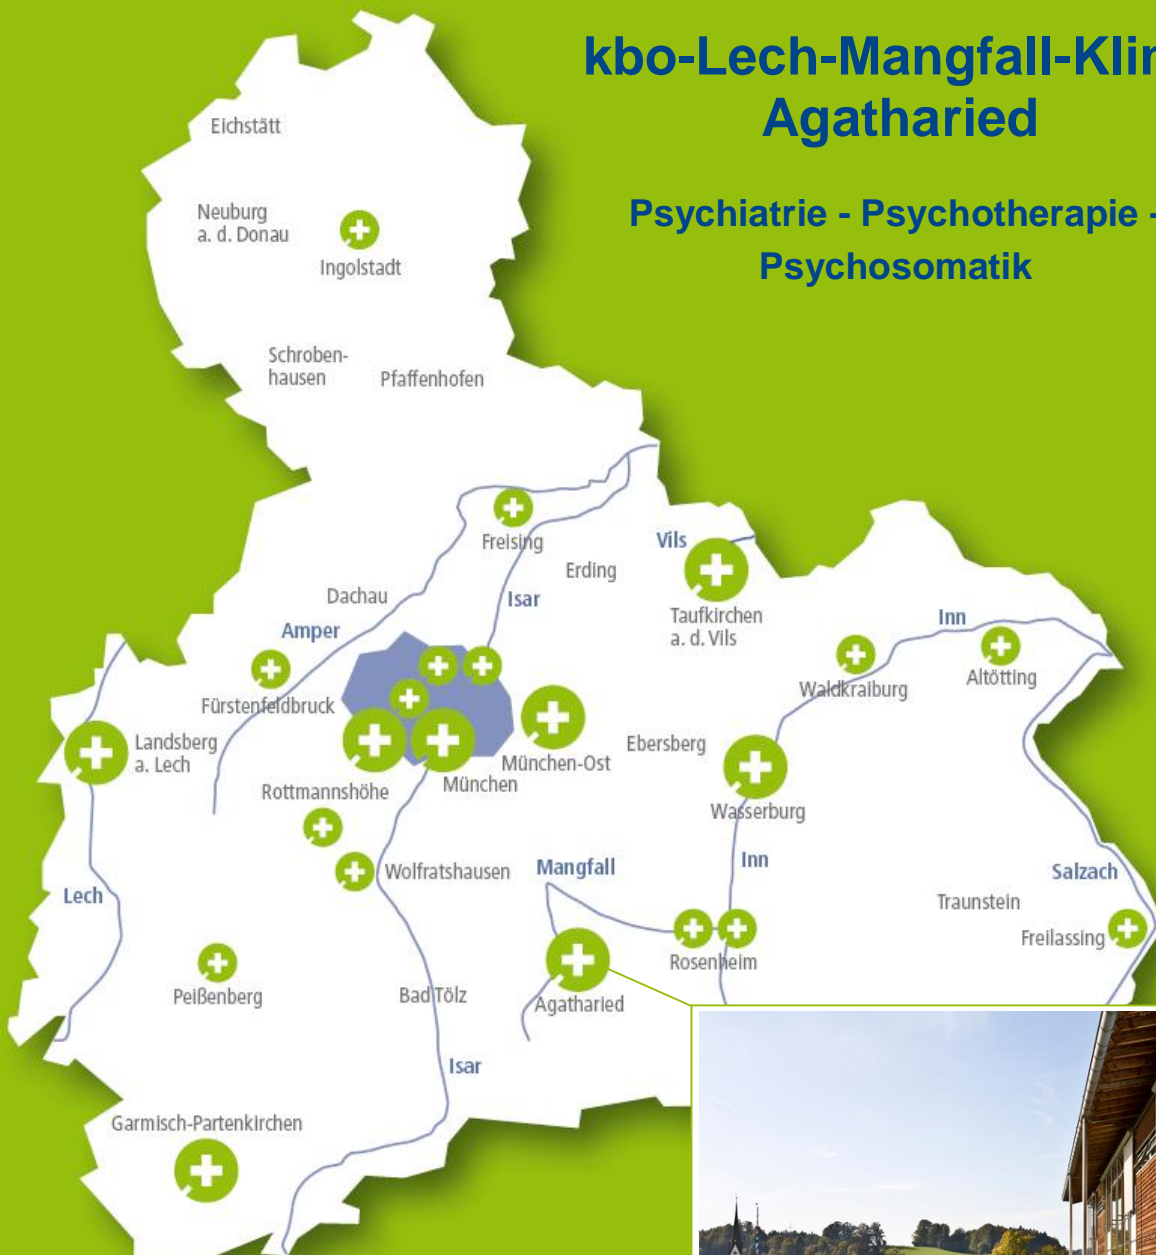 kbo-Lech-Mangfall-Klin
Agatharied
Psychiatrie - Psychotherapie -
Psychosomatik
Eichstätt
Neuburg
a. d. Donau
Ingolstadt
Schroben-
hausen
Pfaffenhofen
Freising
Vils
Erding
Dachau
Isar
Taufkirchen
a. d. Vils
Amper
Inn
Altötting
Waldkraiburg
Fürstenfeldbruck
Landsberg
a. Lech
Ebersberg
München-Ost
München
Rottmannshöhe
Wasserburg
Wolfratshausen
Mangfall
Inn
Salzach
Lech
Traunstein
Freilassing
Rosenheim
Peißenberg
Bad Tölz
Agatharied
Isar
Garmisch-Partenkirchen